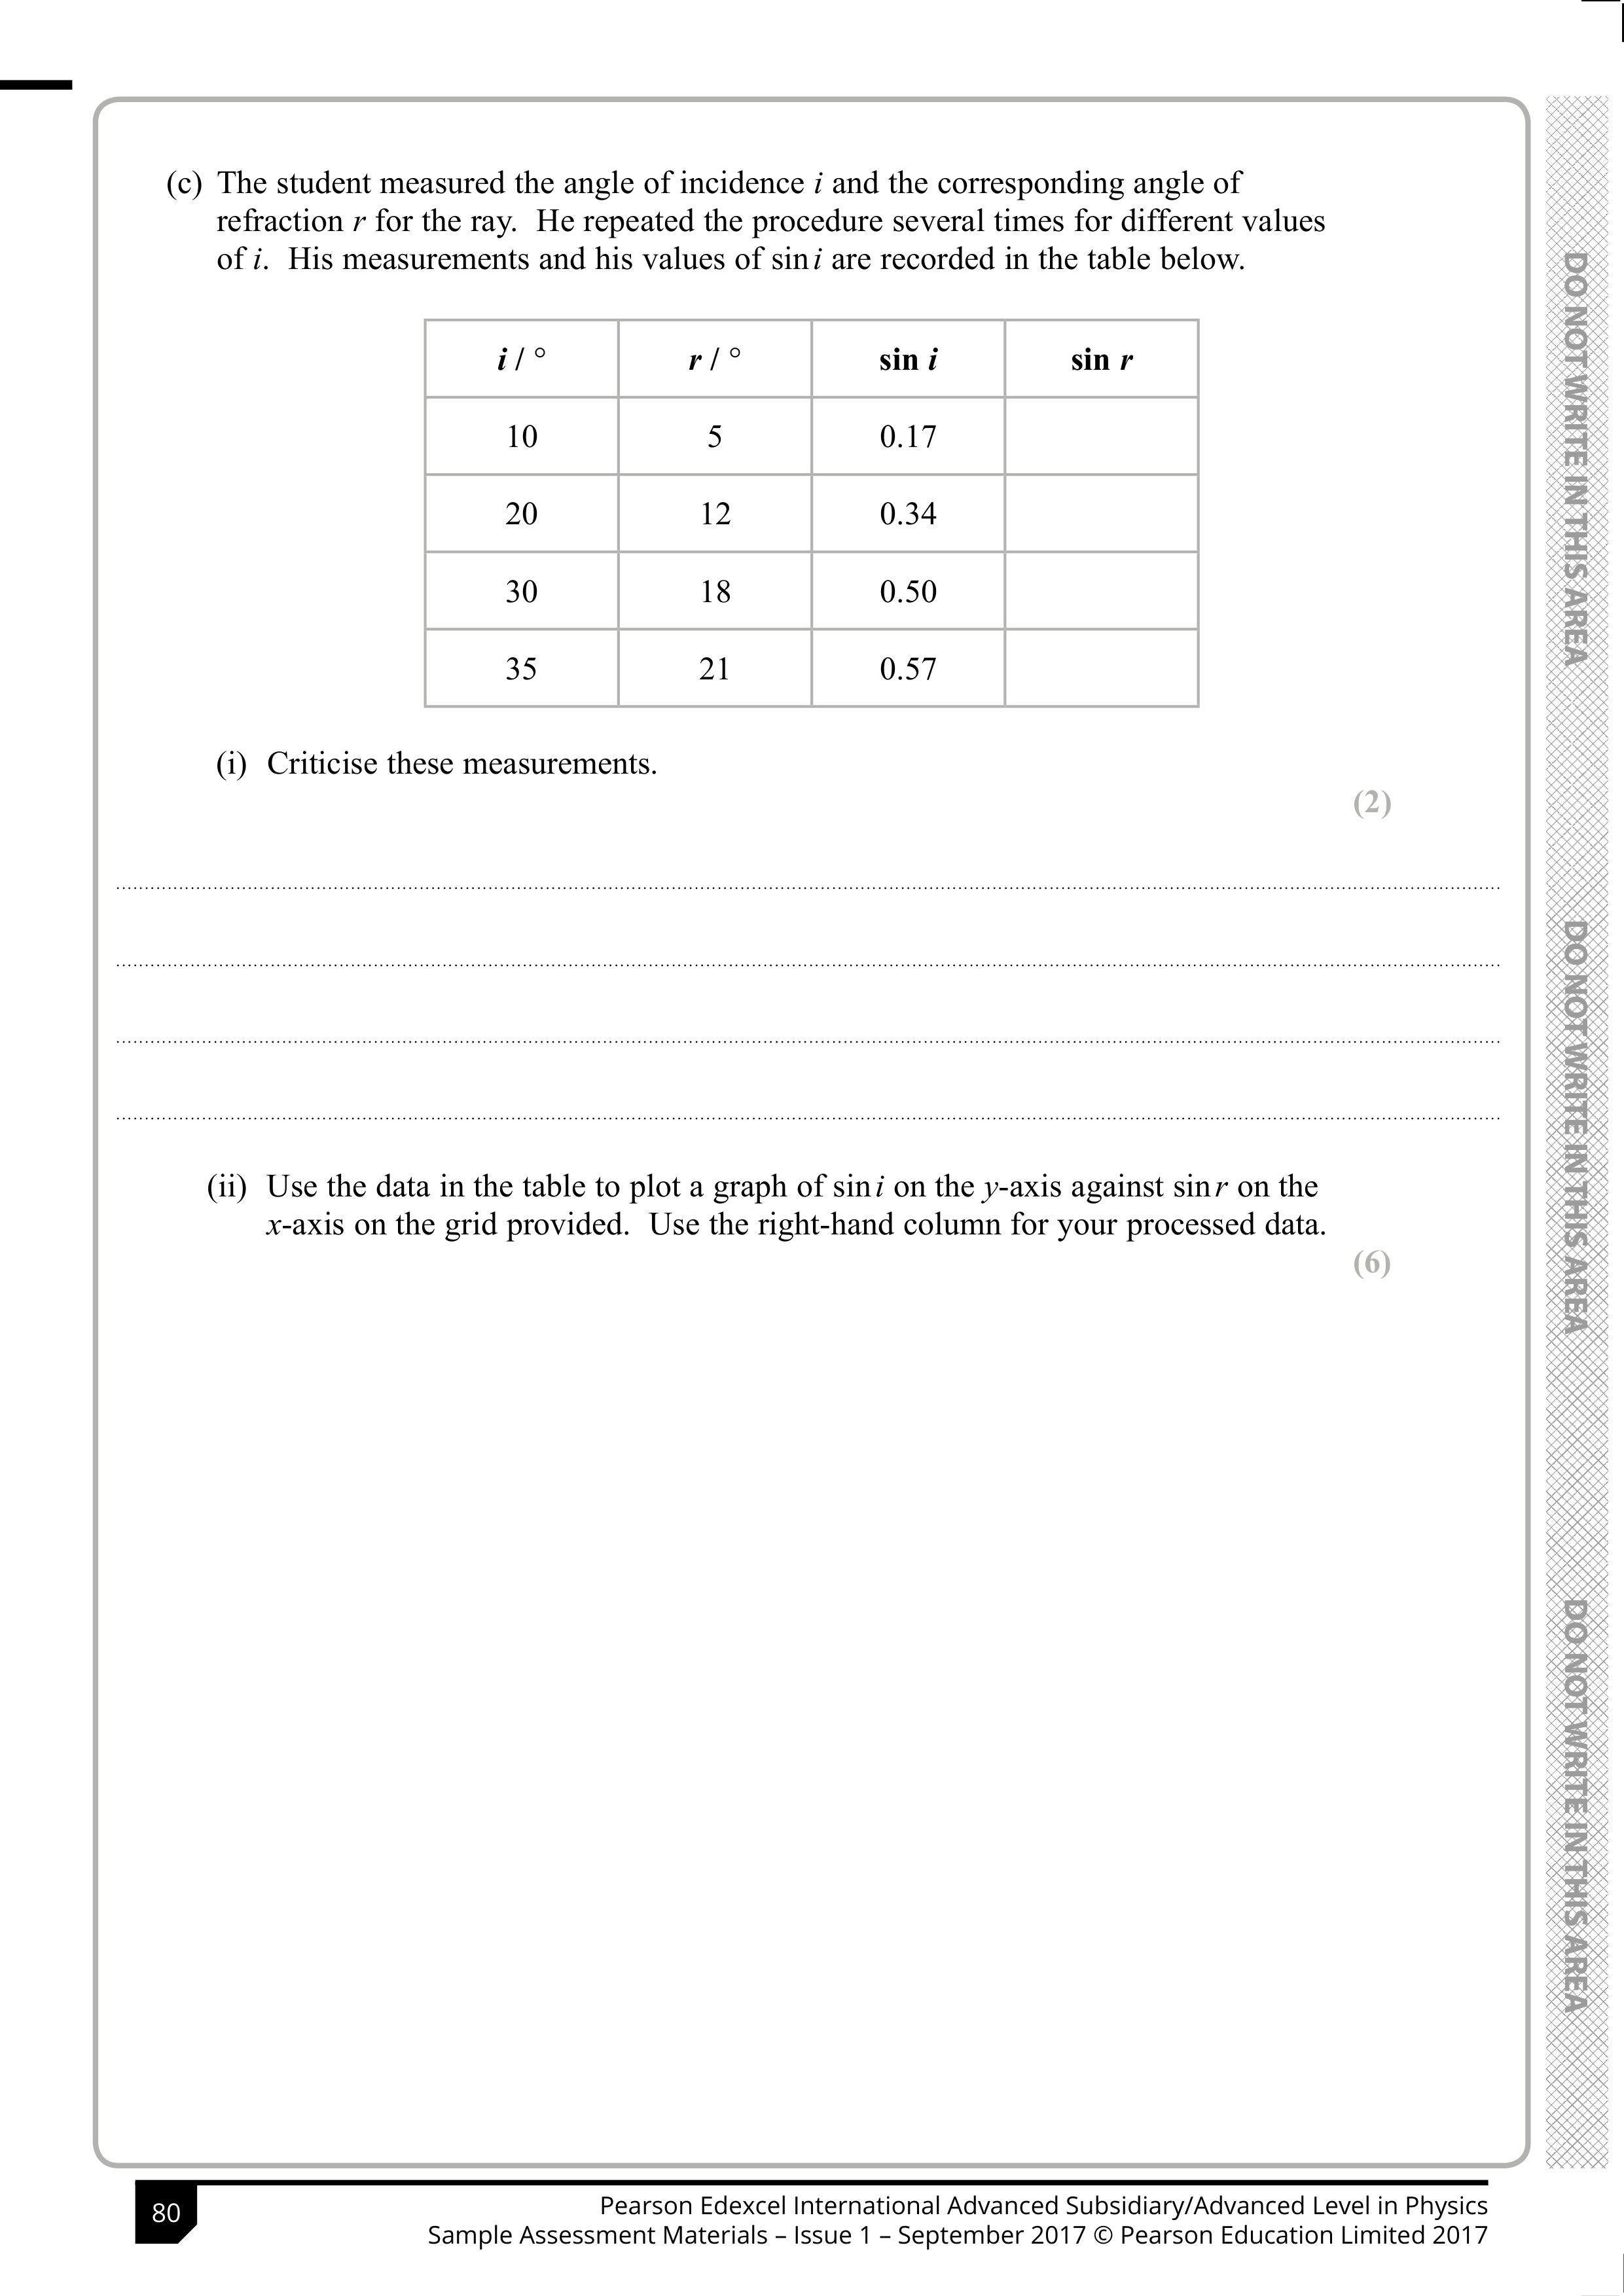 (c) The student measured the angle of incidence i and the corresponding angle of
refraction r for the ray. He repeated the procedure several times for different values
of i. His measurements and his values of sin i are recorded in the table below.
i / ° r / ° sin i sin r
10 5 0.17
20 12 0.34
30 18 0.50
35 21 0.57
(i) Criticise these measurements.
(2)
(ii) Use the data in the table to plot a graph of sin i on the y-axis against sin r on the
x-axis on the grid provided. Use the right-hand column for your processed data.
(6)
80
Pearson Edexcel International Advanced Subsidiary/Advanced Level in Physics
Sample Assessment Materials – Issue 1 – September 2017 © Pearson Education Limited 2017
DO NOT WRITE IN THIS AREA
DO NOT WRITE IN THIS AREA
DO NOT WRITE IN THIS AREA